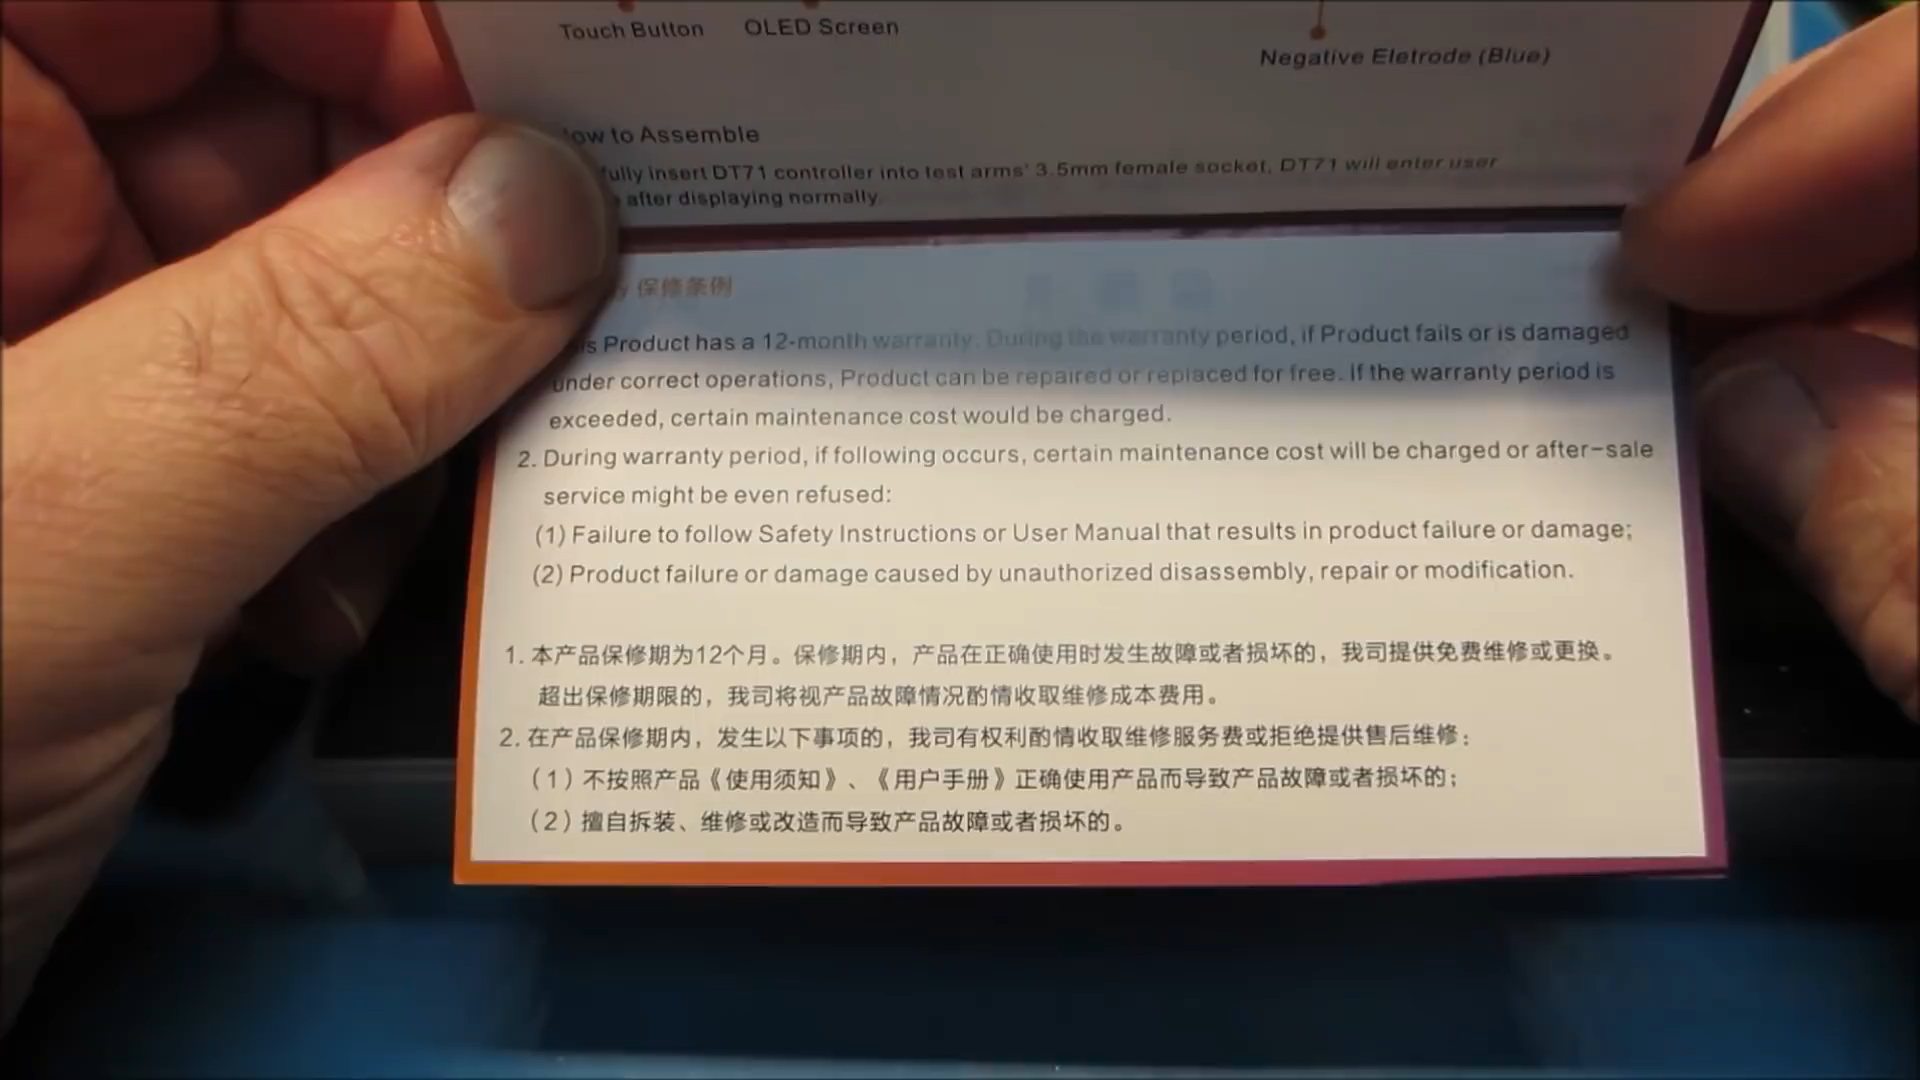 Touch Button OLED Screen
Negative Eletrode (Blue)
to Assemble
insert DT71 controller into test arms' 3.5mm female socket, DT71 will enter user
after displaying normally.
保修条例
Product has a 12-month warranty. During the warranty period, if Product fails or is damaged
under correct operations, Product can be repaired or replaced for free. If the warranty period is
exceeded, certain maintenance cost would be charged.
2. During warranty period, if following occurs, certain maintenance cost will be charged or after-sale
service might be even refused:
(1) Failure to follow Safety Instructions or User Manual that results in product failure or damage;
(2) Product failure or damage caused by unauthorized disassembly, repair or modification.
1. 本产品保修期为12个月。保修期内，产品在正确使用时发生故障或者损坏的，我司提供免费维修或更换。
超出保修期限的，我司将视产品故障情况酌情收取维修成本费用。
2. 在产品保修期内，发生以下事项的，我司有权利酌情收取维修服务费或拒绝提供售后维修：
（1）不按照产品《使用须知》、《用户手册》正确使用产品而导致产品故障或者损坏的；
（2）擅自拆装、维修或改造而导致产品故障或者损坏的。